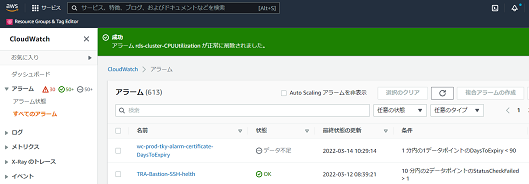 aws
サービス
サービス、特徴、ブログ、およびドキュメントなどを検索
[Alt+S]
Resource Groups & Tag Editor
CloudWatch
お気に入り
ダッシュボード
アラーム 30 50+ 50+
アラーム状態
すべてのアラーム
ログ
メトリクス
X-Ray のトレース
イベント
成功
アラーム rds-cluster-CPUUtilization が正常に削除されました。
CloudWatch > アラーム
アラーム (613)
Auto Scaling アラームを非表示
選択のクリア
複合アラームの作成
検索
任意の状態
任意のタイプ
1
名前
状態
最終状態の更新
条件
wc-prod-tky-alarm-certificate-
DaysToExpiry
データ不足
2022-05-14 10:29:14
1 分内の1データポイントのDaysToExpiry < 90
TRA-Bastion-SSH-helth
OK
2022-05-12 08:39:21
10 分内の2データポイントのStatusCheckFailed
> 1